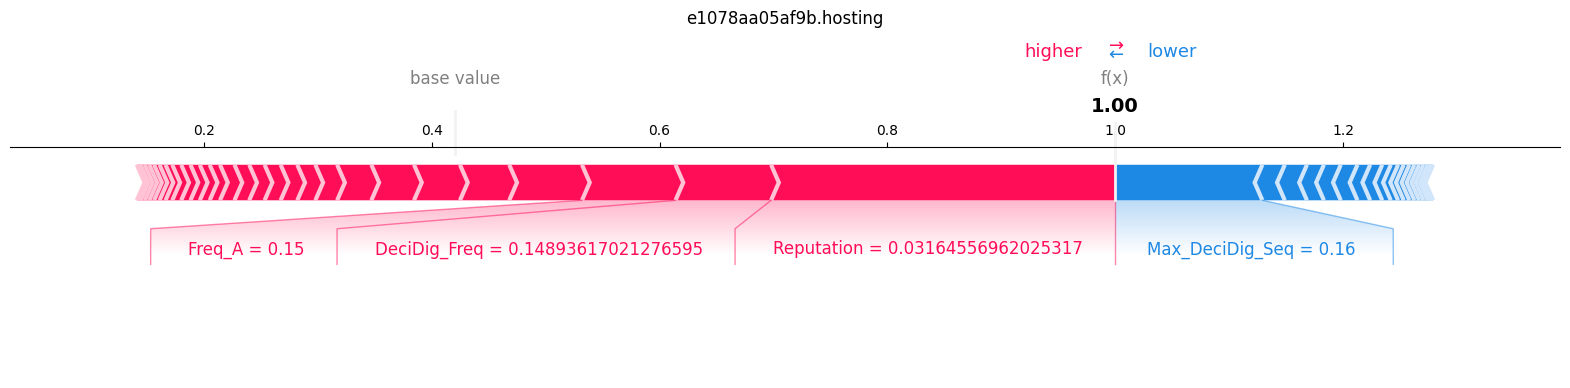 e1078aa05af9b.hosting
higher → ← lower
base value f(x)
1.00
0.2 0.4 0.6 0.8 1.0 1.2
Freq_A = 0.15 DeciDig_Freq = 0.14893617021276595 Reputation = 0.03164556962025317 Max_DeciDig_Seq = 0.16